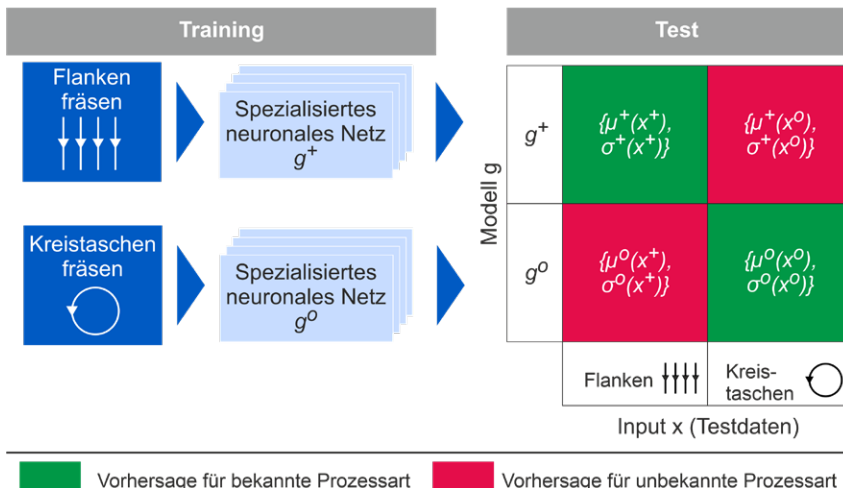 Training
Test
Flanken
fräsen
Spezialisiertes
neuronales Netz
g⁺
Kreistaschen
fräsen
Spezialisiertes
neuronales Netz
gᴼ
Modell g
g⁺
{μ⁺(x⁺),
σ⁺(x⁺)}
{μ⁺(xᴼ),
σ⁺(xᴼ)}
gᴼ
{μᴼ(x⁺),
σᴼ(x⁺)}
{μᴼ(xᴼ),
σᴼ(xᴼ)}
Flanken
Kreis-
taschen
Input x (Testdaten)
Vorhersage für bekannte Prozessart
Vorhersage für unbekannte Prozessart